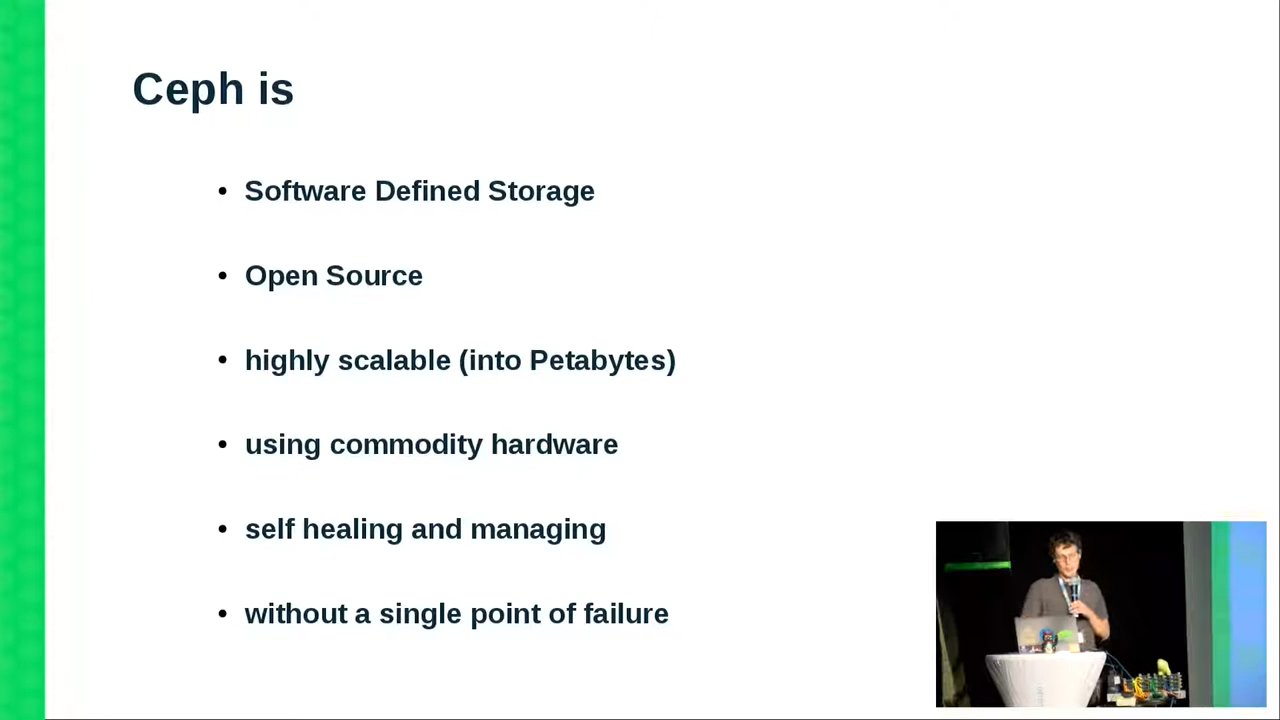 Ceph is
• Software Defined Storage
• Open Source
• highly scalable (into Petabytes)
• using commodity hardware
• self healing and managing
• without a single point of failure